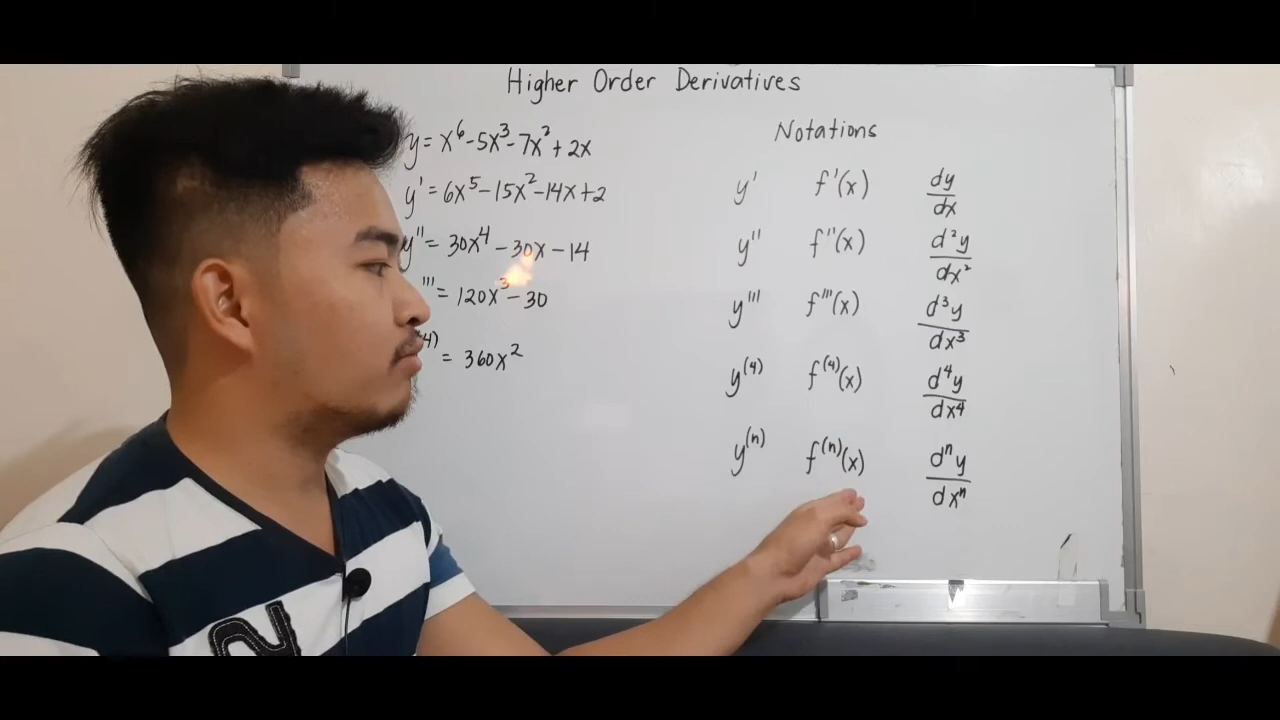 Higher Order Derivatives
y = x⁶ - 5x³ - 7x² + 2x
y' = 6x⁵ - 15x² - 14x + 2
y'' = 30x⁴ - 30x - 14
''' = 120x³ - 30
(4) = 360x²
Notations
y' f'(x) dy/dx
y'' f''(x) d²y/dx²
y''' f'''(x) d³y/dx³
y⁽⁴⁾ f⁽⁴⁾(x) d⁴y/dx⁴
y⁽ⁿ⁾ f⁽ⁿ⁾(x) dⁿy/dxⁿ